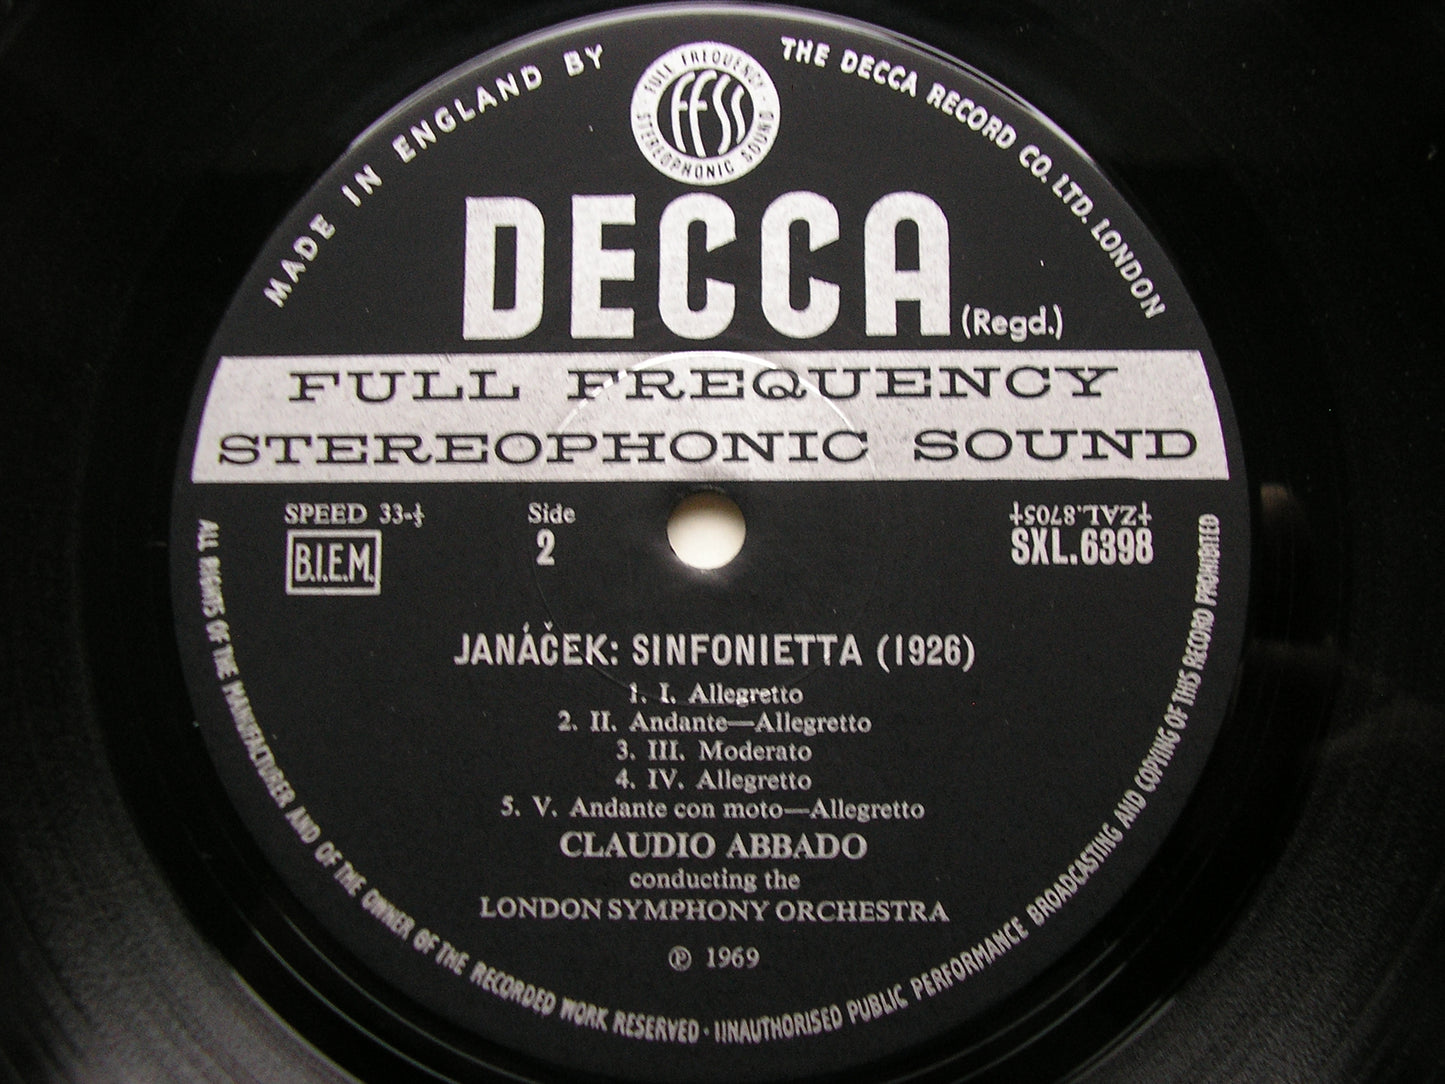 MADE IN ENGLAND BY
THE DECCA RECORD CO. LTD. LONDON
FULL FREQUENCY
FFSS
STEREOPHONIC SOUND
DECCA
(Regd.)
FULL FREQUENCY
STEREOPHONIC SOUND
SPEED 33-⅓
Side
‡ZAL.8705‡
B.I.E.M.
2
SXL.6398
JANÁČEK: SINFONIETTA (1926)
1. I. Allegretto
2. II. Andante—Allegretto
3. III. Moderato
4. IV. Allegretto
5. V. Andante con moto—Allegretto
CLAUDIO ABBADO
conducting the
LONDON SYMPHONY ORCHESTRA
℗ 1969
ALL RIGHTS OF THE MANUFACTURER AND OF THE OWNER OF THE RECORDED WORK RESERVED · UNAUTHORISED PUBLIC PERFORMANCE BROADCASTING AND COPYING OF THIS RECORD PROHIBITED